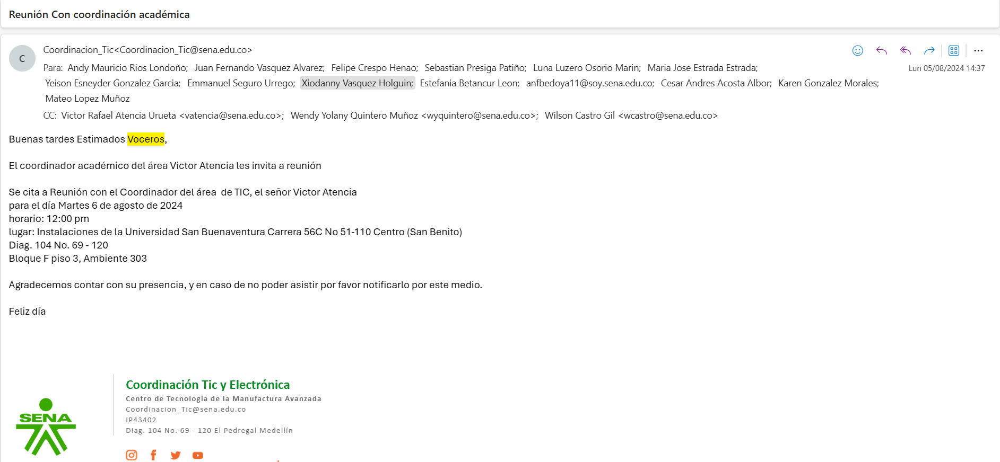 Reunión Con coordinación académica
C
Coordinacion_Tic<Coordinacion_Tic@sena.edu.co>
Para: Andy Mauricio Rios Londoño; Juan Fernando Vasquez Alvarez; Felipe Crespo Henao; Sebastian Presiga Patiño; Luna Luzero Osorio Marin; Maria Jose Estrada Estrada;
Lun 05/08/2024 14:37
Yeison Esneyder Gonzalez Garcia; Emmanuel Seguro Urrego; Xiodanny Vasquez Holguin; Estefania Betancur Leon; anfbedoya11@soy.sena.edu.co; Cesar Andres Acosta Albor; Karen Gonzalez Morales;
Mateo Lopez Muñoz
CC: Victor Rafael Atencia Urueta <vatencia@sena.edu.co>; Wendy Yolany Quintero Muñoz <wyquintero@sena.edu.co>; Wilson Castro Gil <wcastro@sena.edu.co>
Buenas tardes Estimados Voceros,
El coordinador académico del área Victor Atencia les invita a reunión
Se cita a Reunión con el Coordinador del área  de TIC, el señor Victor Atencia
para el día Martes 6 de agosto de 2024
horario: 12:00 pm
lugar: Instalaciones de la Universidad San Buenaventura Carrera 56C No 51-110 Centro (San Benito)
Diag. 104 No. 69 - 120
Bloque F piso 3, Ambiente 303
Agradecemos contar con su presencia, y en caso de no poder asistir por favor notificarlo por este medio.
Feliz día
SENA
Coordinación Tic y Electrónica
Centro de Tecnología de la Manufactura Avanzada
Coordinacion_Tic@sena.edu.co
IP43402
Diag. 104 No. 69 - 120 El Pedregal Medellín